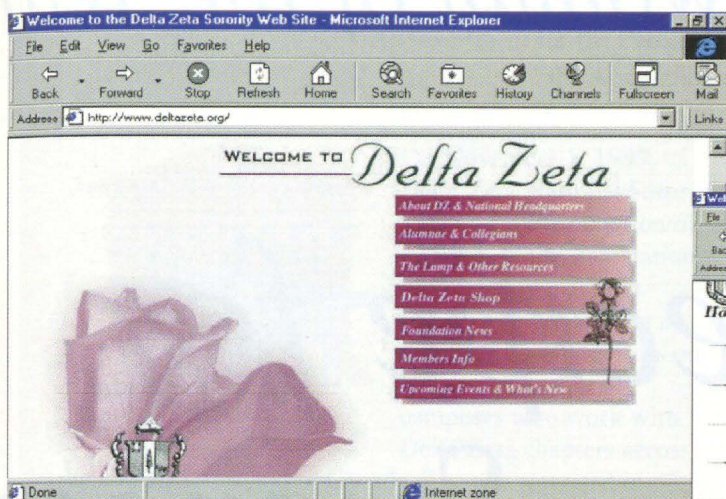 Welcome to the Delta Zeta Sorority Web Site - Microsoft Internet Explorer
File Edit View Go Favorites Help
Back Forward Stop Refresh Home Search Favorites History Channels Fullscreen Mail
Address http://www.deltazeta.org/ Links
WELCOME TO Delta Zeta
About DZ & National Headquarters
Alumnae & Collegians
The Lamp & Other Resources
Delta Zeta Shop
Foundation News
Members Info
Upcoming Events & What's New
Done Internet zone